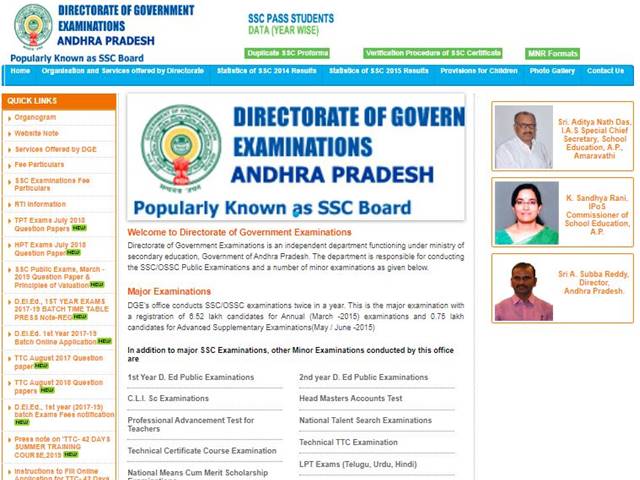 DIRECTORATE OF GOVERNMENT
EXAMINATIONS
ANDHRA PRADESH
Popularly Known as SSC Board
SSC PASS STUDENTS
DATA (YEAR WISE)
Duplicate SSC Proforma
Verification Procedure of SSC Certificate
MNR Formats
Home
Organisation and Services offered by Directorate
Statistics of SSC 2014 Results
Statistics of SSC 2015 Results
Provisions for Children
Photo Gallery
Contact Us
QUICK LINKS
Organogram
Website Note
Services Offered by DGE
Fee Particulars
SSC Examinations Fee
Particulars
RTI Information
TPT Exams July 2018
Question Papers NEW
HPT Exams July 2018
Question Paper NEW
SSC Public Exams, March -
2019 Question Paper &
Principles of Valuation NEW
D.El.Ed., 1ST YEAR EXAMS
2017-19 BATCH TIME TABLE
PRESS Note-REG NEW
D.El.Ed. 1st Year 2017-19
Batch Online Application NEW
TTC August 2017 Question
paper NEW
TTC August 2018 Question
papers NEW
D.El.Ed., 1st year (2017-19)
batch Exams Fees notification
NEW
Press note on 'TTC- 42 DAYS
SUMMER TRAINING
COURSE,2019 NEW
Instructions to Fill Online
Application for TTC- 42 Days
DIRECTORATE OF GOVERN
EXAMINATIONS
ANDHRA PRADESH
Popularly Known as SSC Board
Welcome to Directorate of Government Examinations
Directorate of Government Examinations is an independent department functioning under ministry of
secondary education, Government of Andhra Pradesh. The department is responsible for conducting
the SSC/OSSC Public Examinations and a number of minor examinations as given below.
Major Examinations
DGE's office conducts SSC/OSSC examinations twice in a year. This is the major examination with
a registration of 6.52 lakh candidates for Annual (March -2015) examinations and 0.75 lakh
candidates for Advanced Supplementary Examinations(May / June -2015)
In addition to major SSC Examinations, other Minor Examinations conducted by this office
are
1st Year D. Ed Public Examinations
2nd year D. Ed Public Examinations
C.L.I. Sc Examinations
Head Masters Accounts Test
Professional Advancement Test for
Teachers
National Talent Search Examinations
Technical Certificate Course Examination
Technical TTC Examination
National Means Cum Merit Scholarship
LPT Exams (Telugu, Urdu, Hindi)
Sri. Aditya Nath Das,
I.A.S Special Chief
Secretary, School
Education, A.P.,
Amaravathi
K. Sandhya Rani,
IPoS
Commissioner of
School Education,
A.P.
Sri A. Subba Reddy,
Director,
Andhra Pradesh.